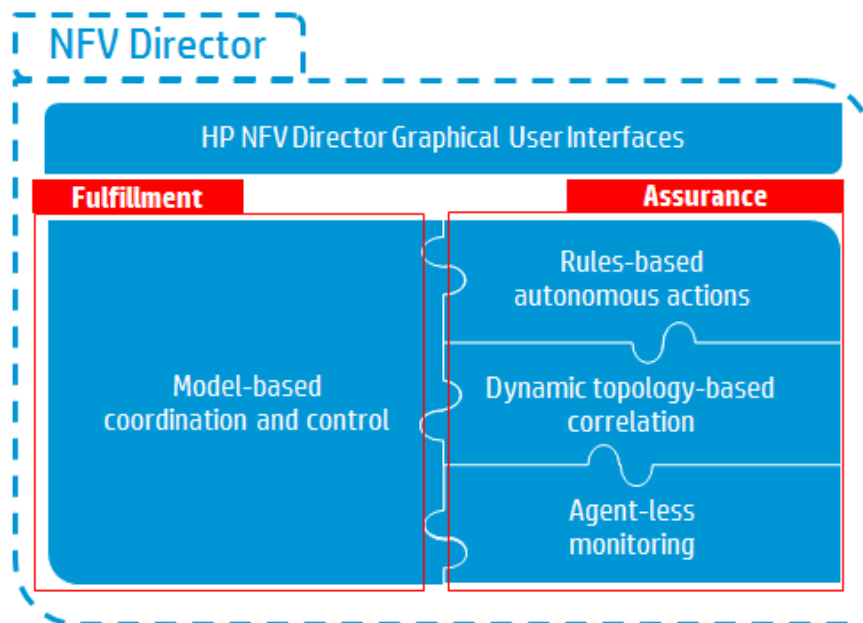 NFV Director
HP NFV Director Graphical User Interfaces
Fulfillment
Assurance
Model-based
coordination and control
Rules-based
autonomous actions
Dynamic topology-based
correlation
Agent-less
monitoring